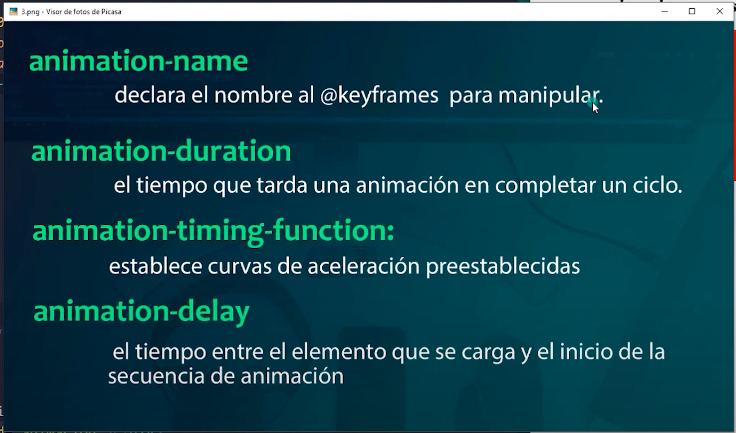 3.png - Visor de fotos de Picasa
animation-name
declara el nombre al @keyframes para manipular.
animation-duration
el tiempo que tarda una animación en completar un ciclo.
animation-timing-function:
establece curvas de aceleración preestablecidas
animation-delay
el tiempo entre el elemento que se carga y el inicio de la
secuencia de animación